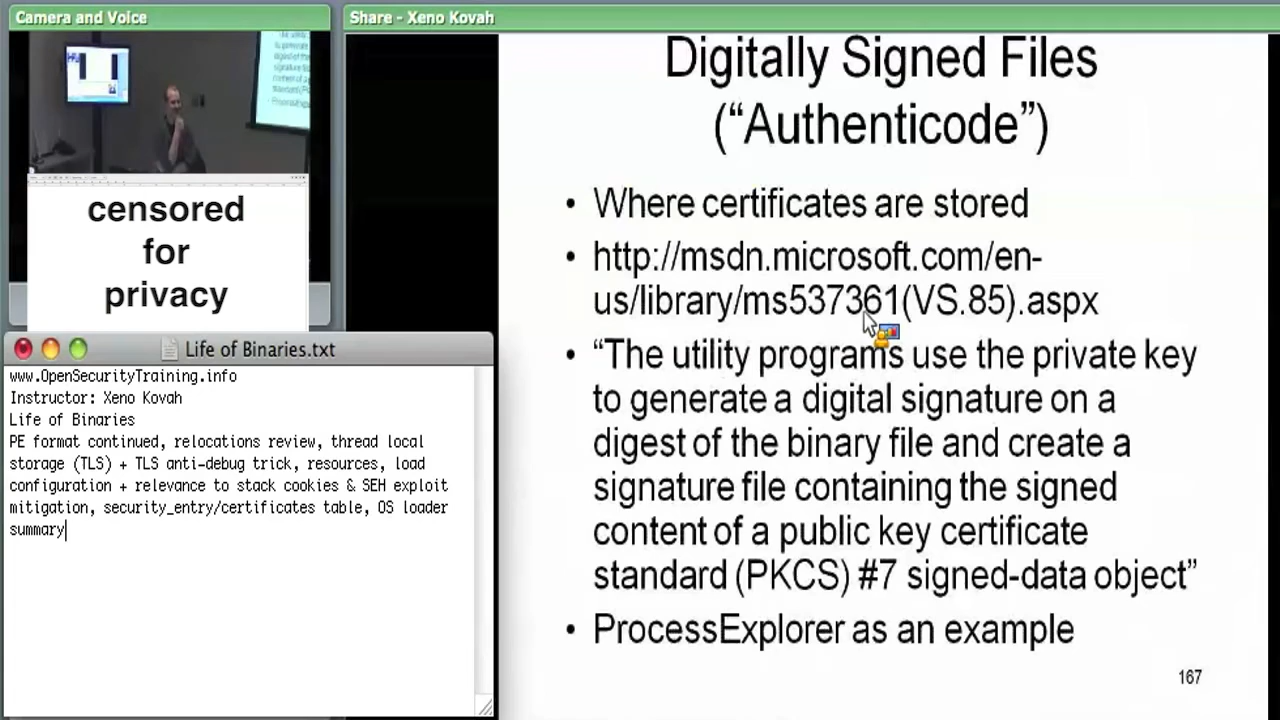 Camera and Voice
Share - Xeno Kovah
censored
for
privacy
Life of Binaries.txt
www.OpenSecurityTraining.info
Instructor: Xeno Kovah
Life of Binaries
PE format continued, relocations review, thread local
storage (TLS) + TLS anti-debug trick, resources, load
configuration + relevance to stack cookies & SEH exploit
mitigation, security_entry/certificates table, OS loader
summary
Digitally Signed Files
(“Authenticode”)
• Where certificates are stored
• http://msdn.microsoft.com/en-
us/library/ms537361(VS.85).aspx
• “The utility programs use the private key
to generate a digital signature on a
digest of the binary file and create a
signature file containing the signed
content of a public key certificate
standard (PKCS) #7 signed-data object”
• ProcessExplorer as an example
167